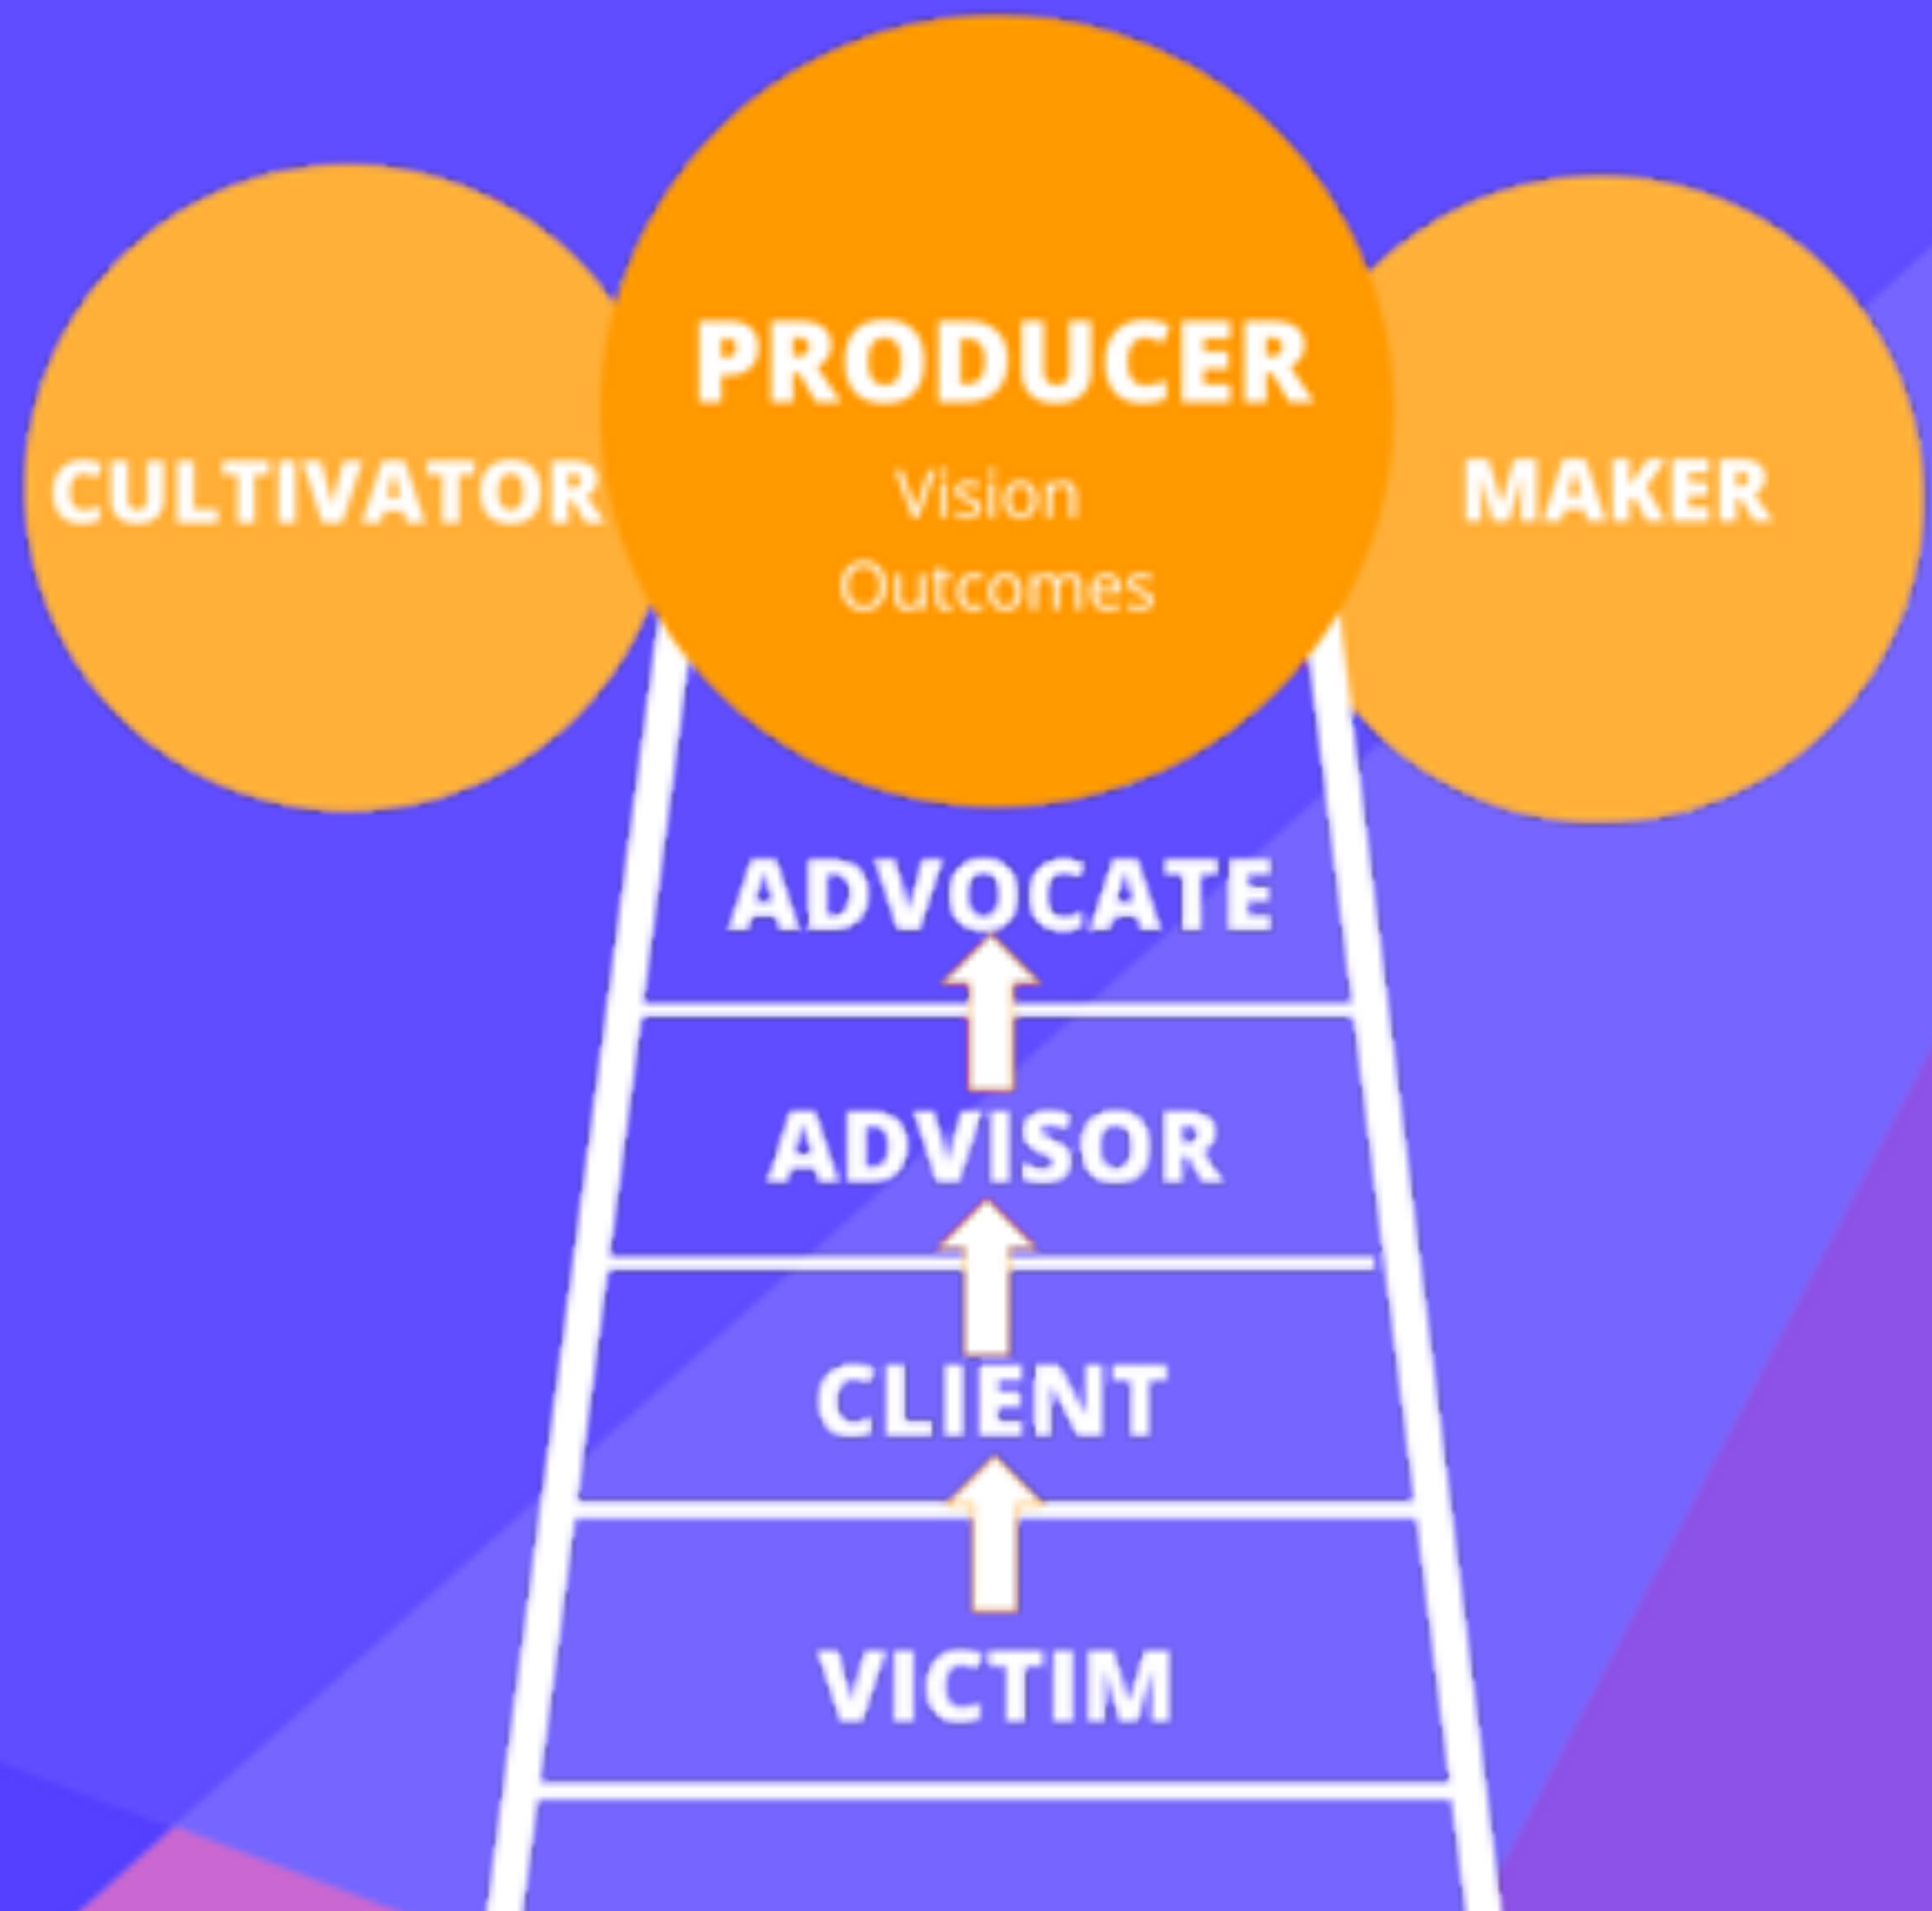 PRODUCER
Vision
Outcomes
CULTIVATOR
MAKER
ADVOCATE
ADVISOR
CLIENT
VICTIM